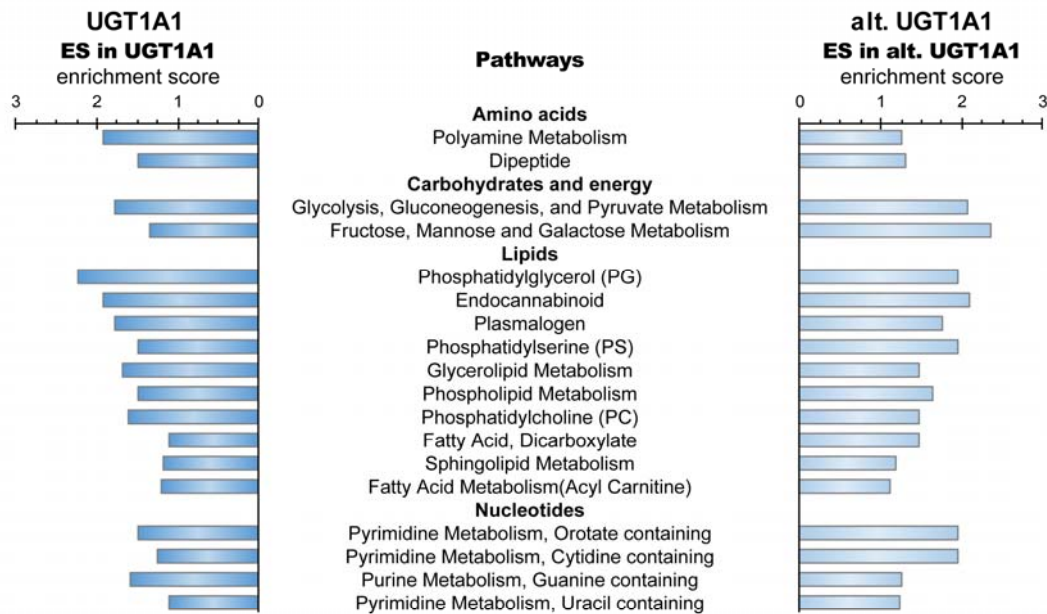 UGT1A1
ES in UGT1A1
enrichment score
3 2 1 0
Pathways
alt. UGT1A1
ES in alt. UGT1A1
enrichment score
0 1 2 3
Amino acids
Polyamine Metabolism
Dipeptide
Carbohydrates and energy
Glycolysis, Gluconeogenesis, and Pyruvate Metabolism
Fructose, Mannose and Galactose Metabolism
Lipids
Phosphatidylglycerol (PG)
Endocannabinoid
Plasmalogen
Phosphatidylserine (PS)
Glycerolipid Metabolism
Phospholipid Metabolism
Phosphatidylcholine (PC)
Fatty Acid, Dicarboxylate
Sphingolipid Metabolism
Fatty Acid Metabolism(Acyl Carnitine)
Nucleotides
Pyrimidine Metabolism, Orotate containing
Pyrimidine Metabolism, Cytidine containing
Purine Metabolism, Guanine containing
Pyrimidine Metabolism, Uracil containing